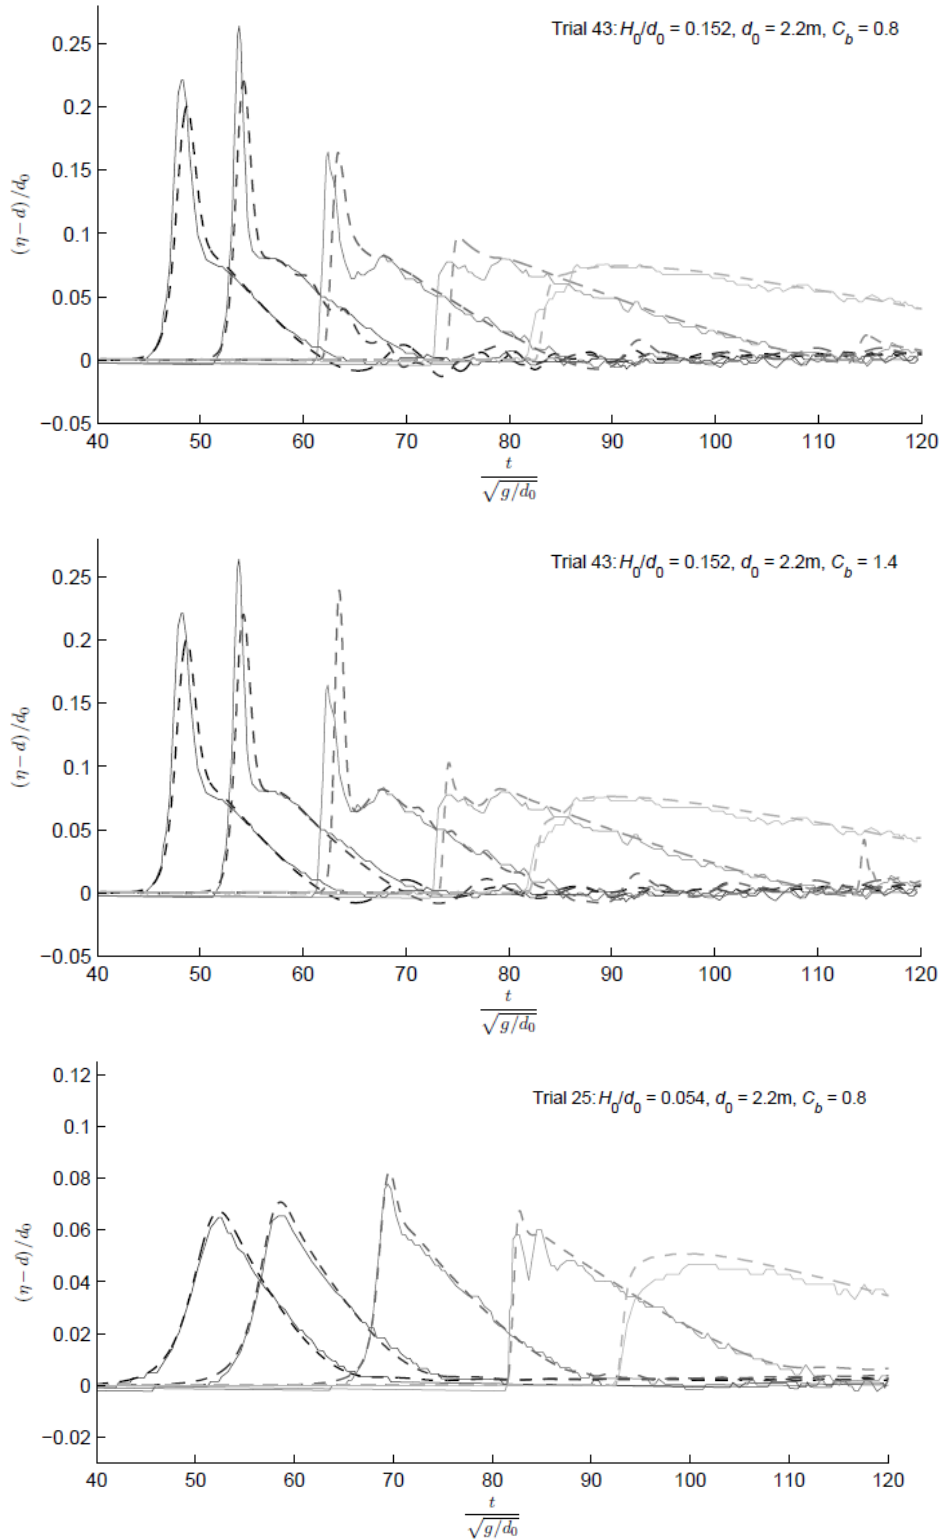 Trial 43: H0/d0 = 0.152, d0 = 2.2m, Cb = 0.8
0.25
0.2
0.15
0.1
0.05
0
−0.05
(η − d)/d0
40 50 60 70 80 90 100 110 120
t
√g/d0
Trial 43: H0/d0 = 0.152, d0 = 2.2m, Cb = 1.4
0.25
0.2
0.15
0.1
0.05
0
−0.05
(η − d)/d0
40 50 60 70 80 90 100 110 120
t
√g/d0
Trial 25: H0/d0 = 0.054, d0 = 2.2m, Cb = 0.8
0.12
0.1
0.08
0.06
0.04
0.02
0
−0.02
(η − d)/d0
40 50 60 70 80 90 100 110 120
t
√g/d0